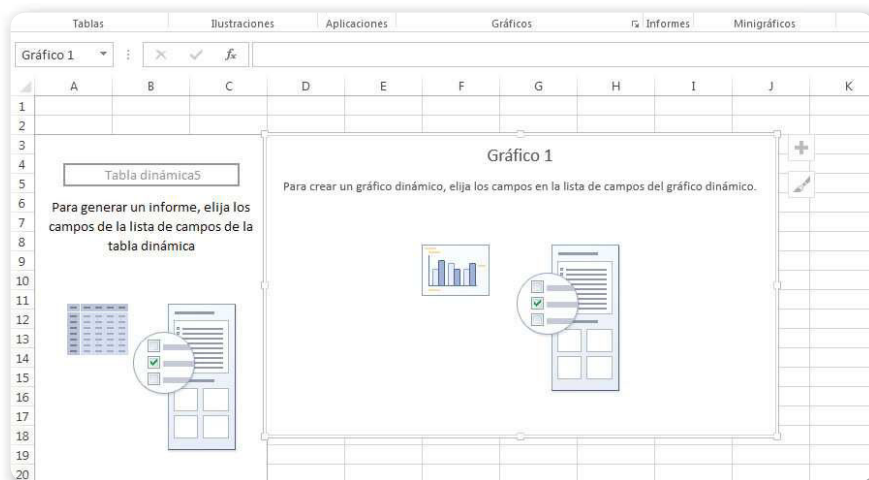 Tablas Ilustraciones Aplicaciones Gráficos Informes Minigráficos
Gráfico 1 fx
A B C D E F G H I J K
1
2
3
4
5
6
7
8
9
10
11
12
13
14
15
16
17
18
19
20
Tabla dinámica5
Para generar un informe, elija los
campos de la lista de campos de la
tabla dinámica
Gráfico 1
Para crear un gráfico dinámico, elija los campos en la lista de campos del gráfico dinámico.